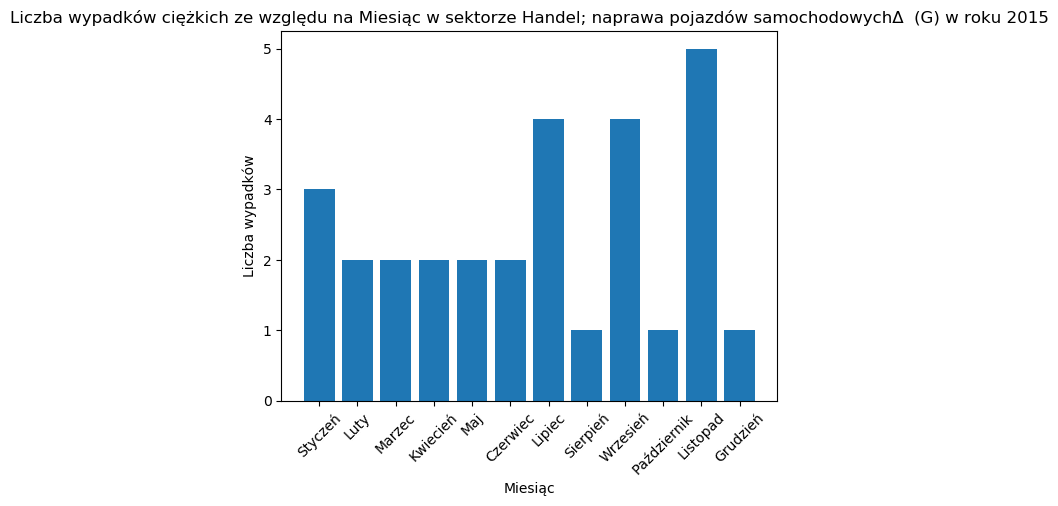 Liczba wypadków ciężkich ze względu na Miesiąc w sektorze Handel; naprawa pojazdów samochodowychΔ  (G) w roku 2015
Liczba wypadków
5
4
3
2
1
0
Styczeń
Luty
Marzec
Kwiecień
Maj
Czerwiec
Lipiec
Sierpień
Wrzesień
Październik
Listopad
Grudzień
Miesiąc